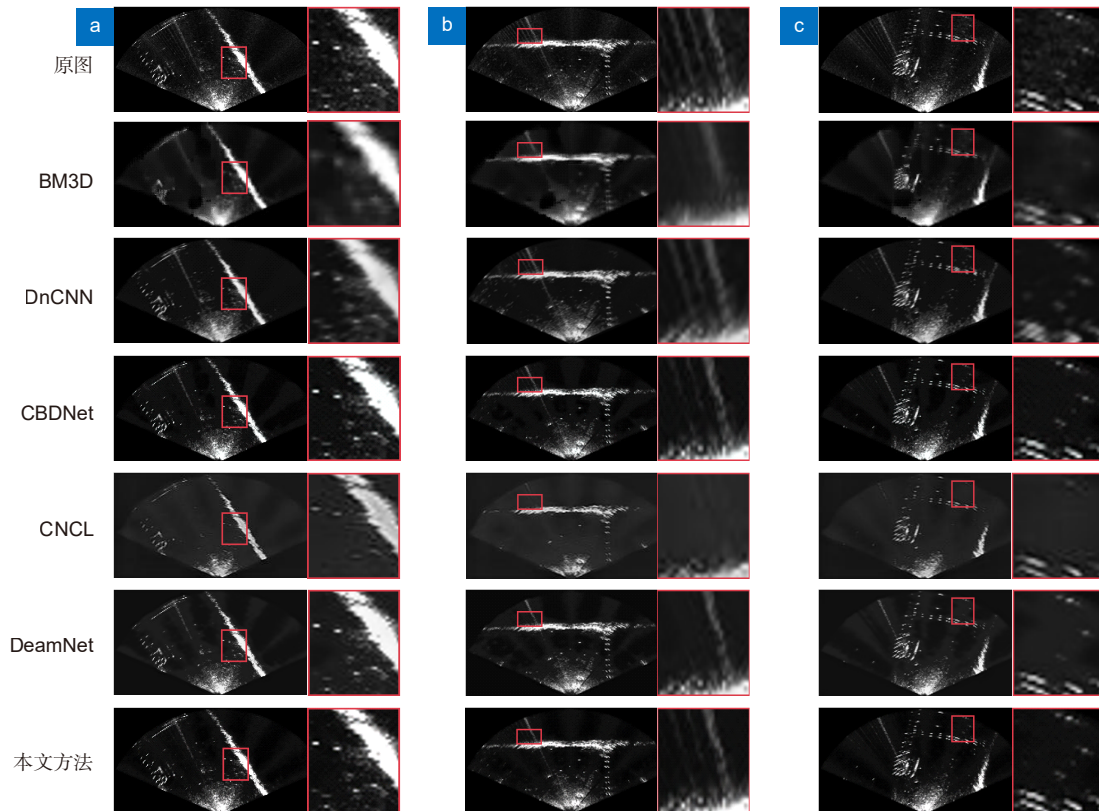 a
b
c
原图
BM3D
DnCNN
CBDNet
CNCL
DeamNet
本文方法